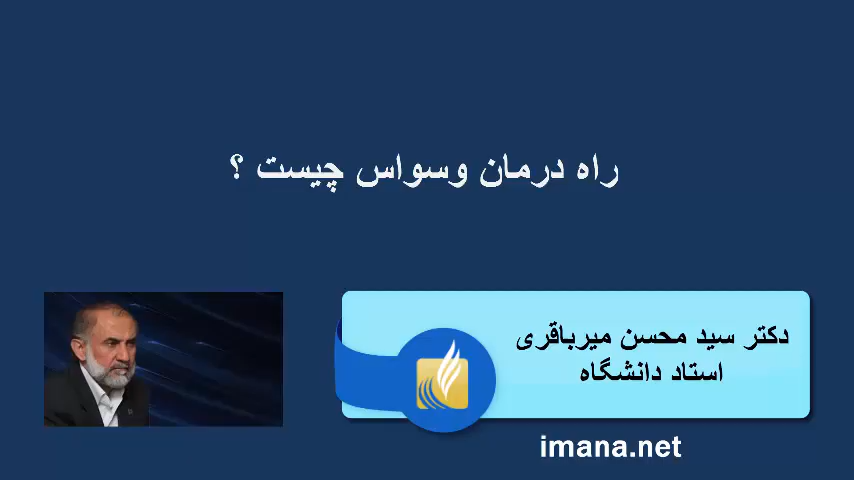 راه درمان وسواس چیست ؟
دکتر سید محسن میرباقری
استاد دانشگاه
imana.net